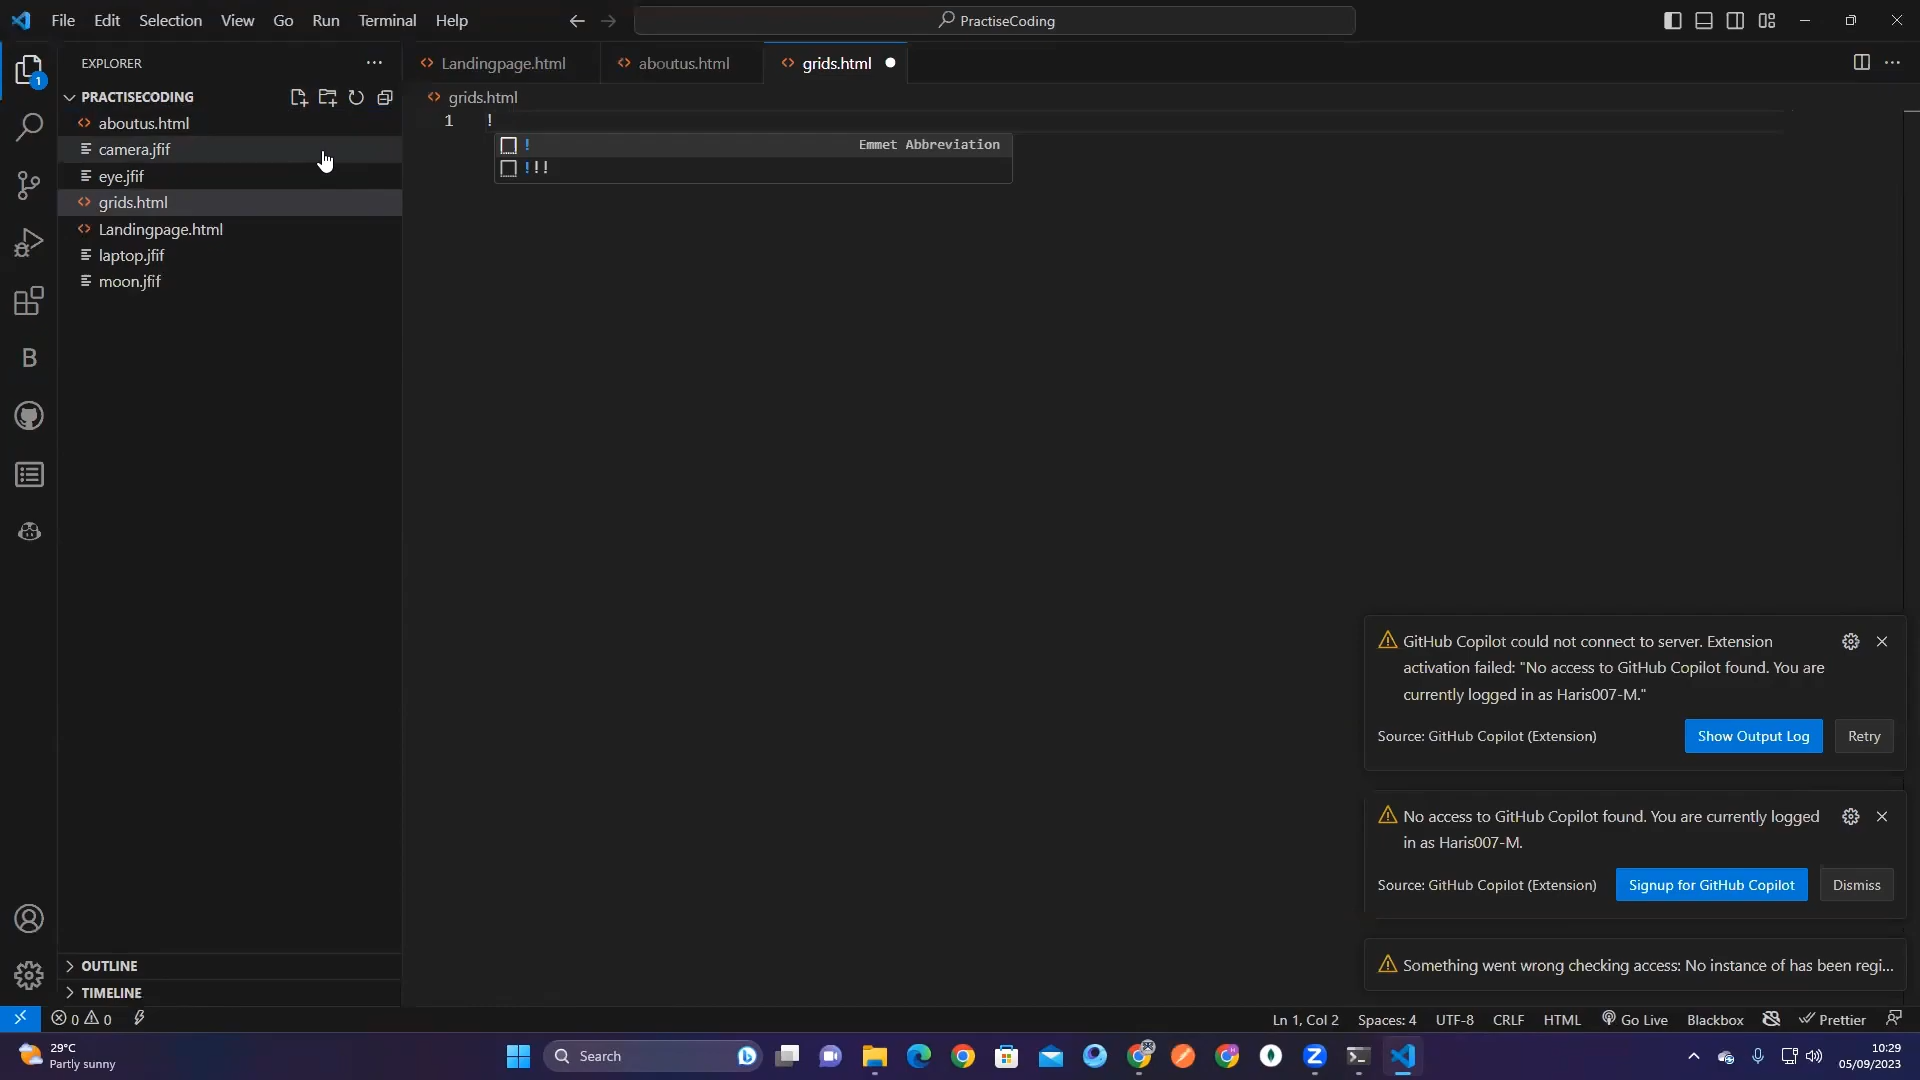 File Edit Selection View Go Run Terminal Help
PractiseCoding
EXPLORER
PRACTISECODING
aboutus.html
camera.jfif
eye.jfif
grids.html
Landingpage.html
laptop.jfif
moon.jfif
OUTLINE
TIMELINE
Landingpage.html aboutus.html grids.html
grids.html
1 !
! Emmet Abbreviation
!!!
GitHub Copilot could not connect to server. Extension
activation failed: "No access to GitHub Copilot found. You are
currently logged in as Haris007-M."
Source: GitHub Copilot (Extension) Show Output Log Retry
No access to GitHub Copilot found. You are currently logged
in as Haris007-M.
Source: GitHub Copilot (Extension) Signup for GitHub Copilot Dismiss
Something went wrong checking access: No instance of has been regi...
0 0 Ln 1, Col 2 Spaces: 4 UTF-8 CRLF HTML Go Live Blackbox Prettier
29°C
Partly sunny
Search
10:29
05/09/2023
1
B